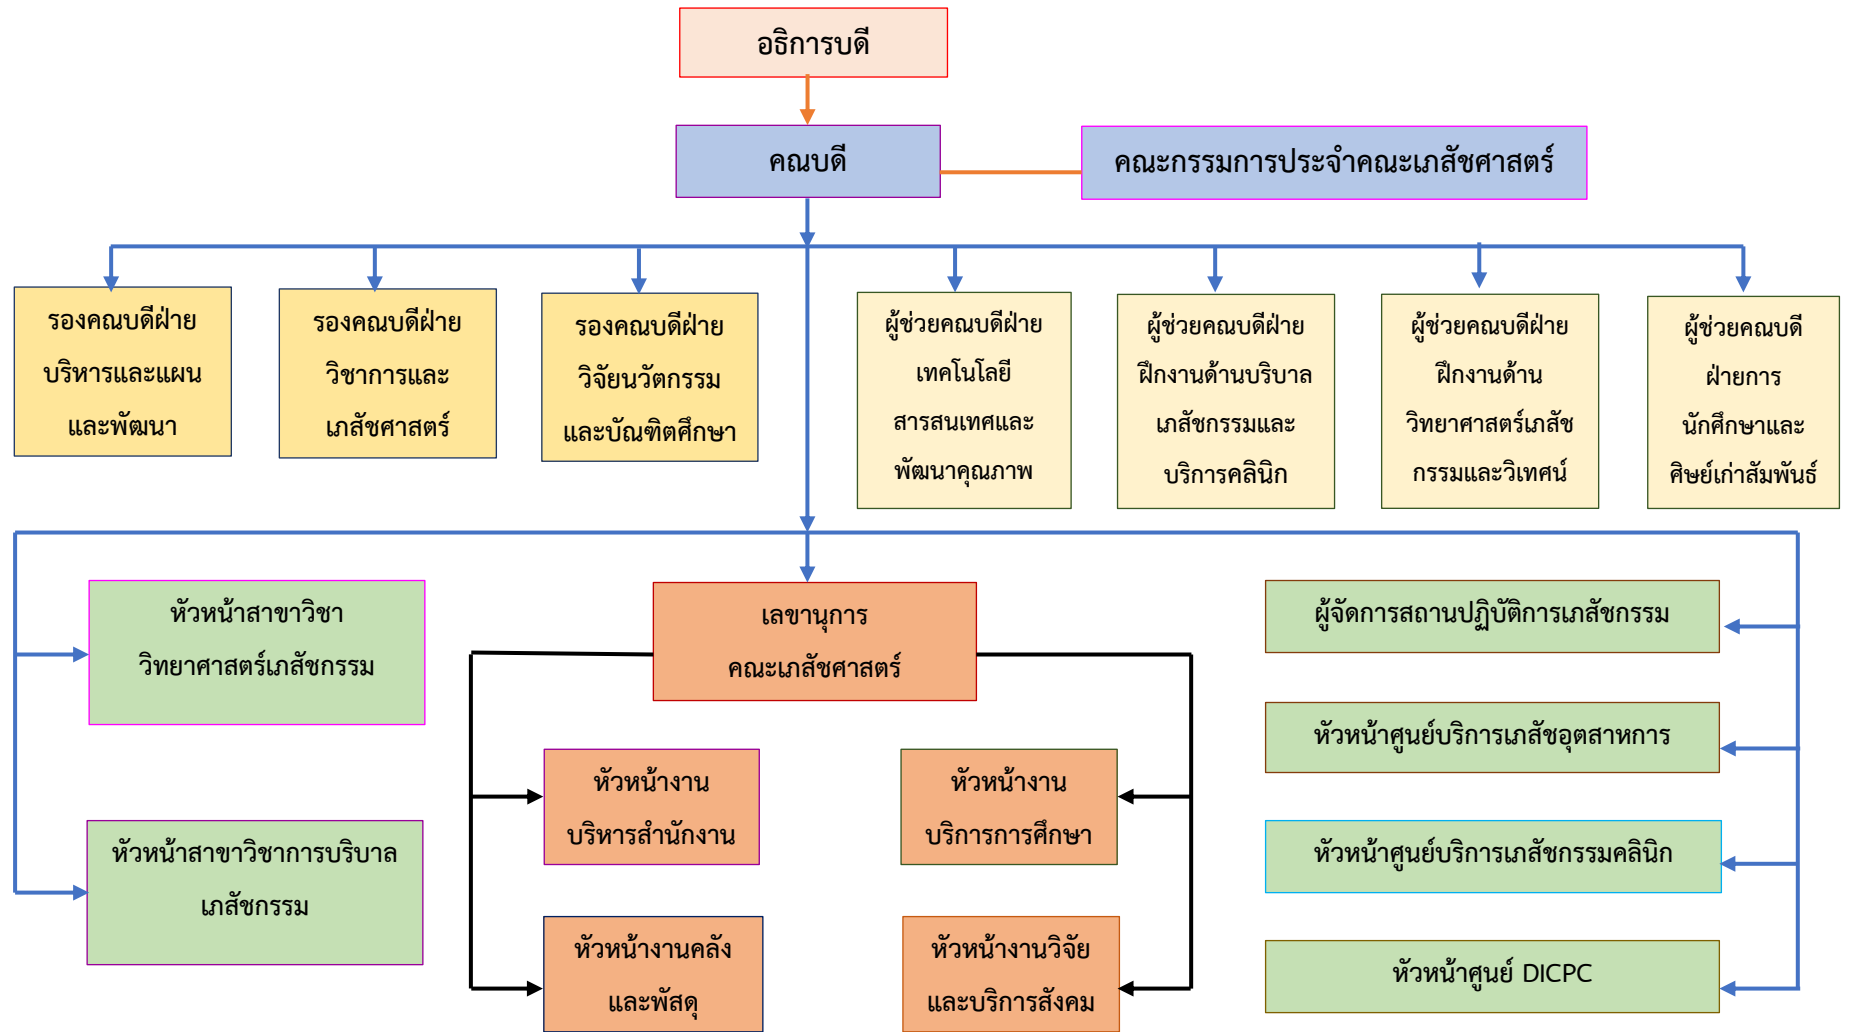 อธิการบดี
คณบดี
คณะกรรมการประจำคณะเภสัชศาสตร์
รองคณบดีฝ่าย
บริหารและแผน
และพัฒนา
รองคณบดีฝ่าย
วิชาการและ
เภสัชศาสตร์
รองคณบดีฝ่าย
วิจัยนวัตกรรม
และบัณฑิตศึกษา
ผู้ช่วยคณบดีฝ่าย
เทคโนโลยี
สารสนเทศและ
พัฒนาคุณภาพ
ผู้ช่วยคณบดีฝ่าย
ฝึกงานด้านบริบาล
เภสัชกรรมและ
บริการคลินิก
ผู้ช่วยคณบดีฝ่าย
ฝึกงานด้าน
วิทยาศาสตร์เภสัช
กรรมและวิเทศน์
ผู้ช่วยคณบดี
ฝ่ายการ
นักศึกษาและ
ศิษย์เก่าสัมพันธ์
หัวหน้าสาขาวิชา
วิทยาศาสตร์เภสัชกรรม
หัวหน้าสาขาวิชาการบริบาล
เภสัชกรรม
เลขานุการ
คณะเภสัชศาสตร์
หัวหน้างาน
บริหารสำนักงาน
หัวหน้างาน
บริการการศึกษา
หัวหน้างานคลัง
และพัสดุ
หัวหน้างานวิจัย
และบริการสังคม
ผู้จัดการสถานปฏิบัติการเภสัชกรรม
หัวหน้าศูนย์บริการเภสัชอุตสาหการ
หัวหน้าศูนย์บริการเภสัชกรรมคลินิก
หัวหน้าศูนย์ DICPC